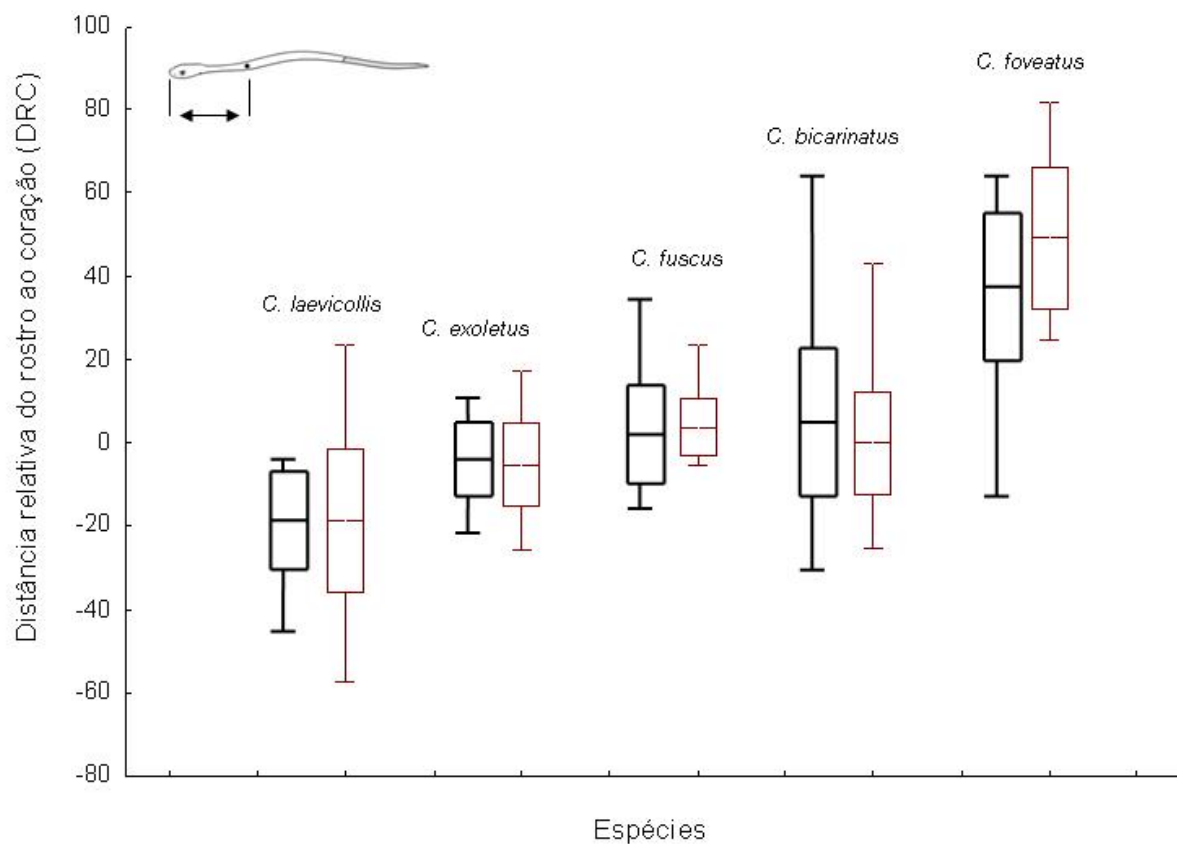 Distância relativa do rostro ao coração (DRC)
100
80
60
40
20
0
-20
-40
-60
-80
C. laevicollis
C. exoletus
C. fuscus
C. bicarinatus
C. foveatus
Espécies